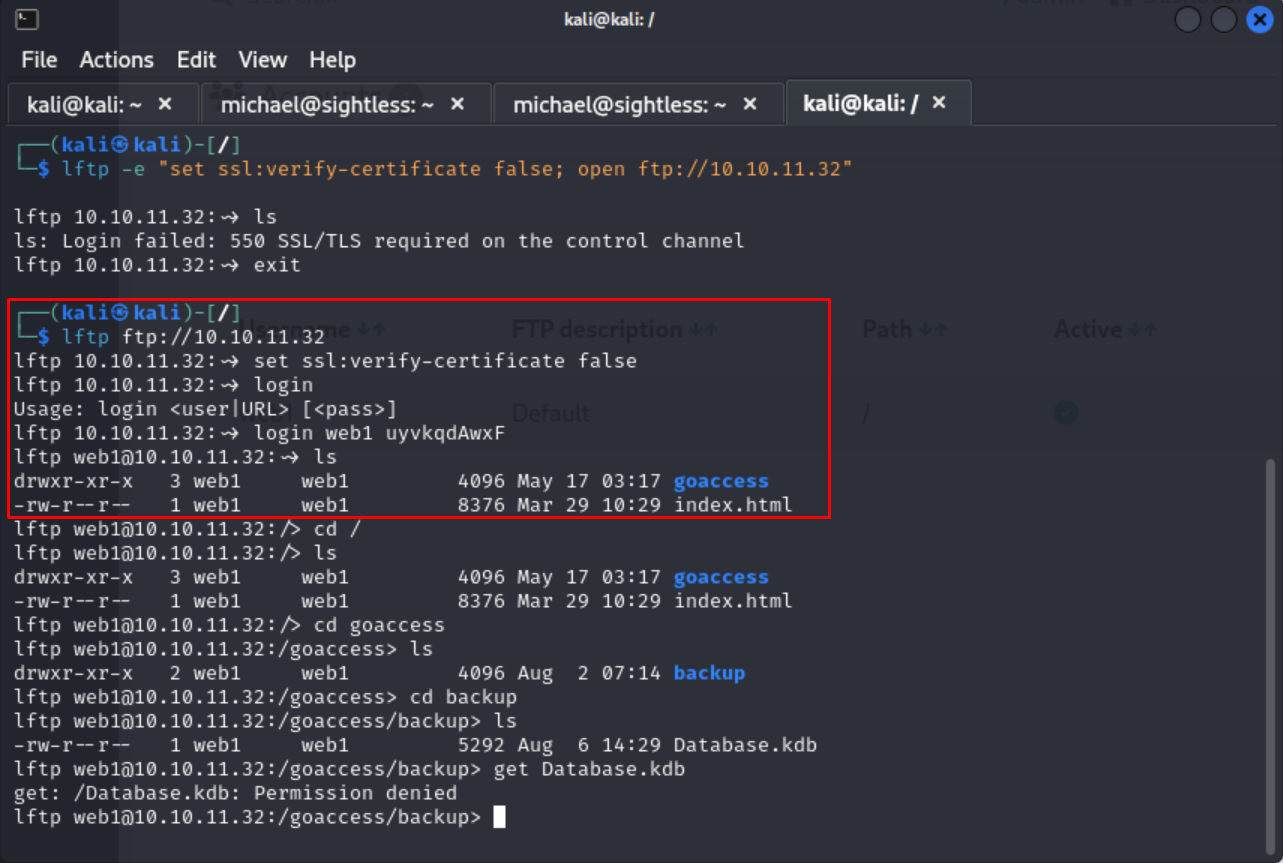 kali@kali: /
File Actions Edit View Help
kali@kali: ~ × michael@sightless: ~ × michael@sightless: ~ × kali@kali: / ×
┌──(kali㉿kali)-[/]
└─$ lftp -e "set ssl:verify-certificate false; open ftp://10.10.11.32"
lftp 10.10.11.32:~> ls
ls: Login failed: 550 SSL/TLS required on the control channel
lftp 10.10.11.32:~> exit
┌──(kali㉿kali)-[/]
└─$ lftp ftp://10.10.11.32
Username FTP description Path Active
lftp 10.10.11.32:~> set ssl:verify-certificate false
lftp 10.10.11.32:~> login
Usage: login <user|URL> [<pass>]
Default /
lftp 10.10.11.32:~> login web1 uyvkqdAwxF
lftp web1@10.10.11.32:~> ls
drwxr-xr-x 3 web1 web1 4096 May 17 03:17 goaccess
-rw-r--r-- 1 web1 web1 8376 Mar 29 10:29 index.html
lftp web1@10.10.11.32:/> cd /
lftp web1@10.10.11.32:/> ls
drwxr-xr-x 3 web1 web1 4096 May 17 03:17 goaccess
-rw-r--r-- 1 web1 web1 8376 Mar 29 10:29 index.html
lftp web1@10.10.11.32:/> cd goaccess
lftp web1@10.10.11.32:/goaccess> ls
drwxr-xr-x 2 web1 web1 4096 Aug 2 07:14 backup
lftp web1@10.10.11.32:/goaccess> cd backup
lftp web1@10.10.11.32:/goaccess/backup> ls
-rw-r--r-- 1 web1 web1 5292 Aug 6 14:29 Database.kdb
lftp web1@10.10.11.32:/goaccess/backup> get Database.kdb
get: /Database.kdb: Permission denied
lftp web1@10.10.11.32:/goaccess/backup>